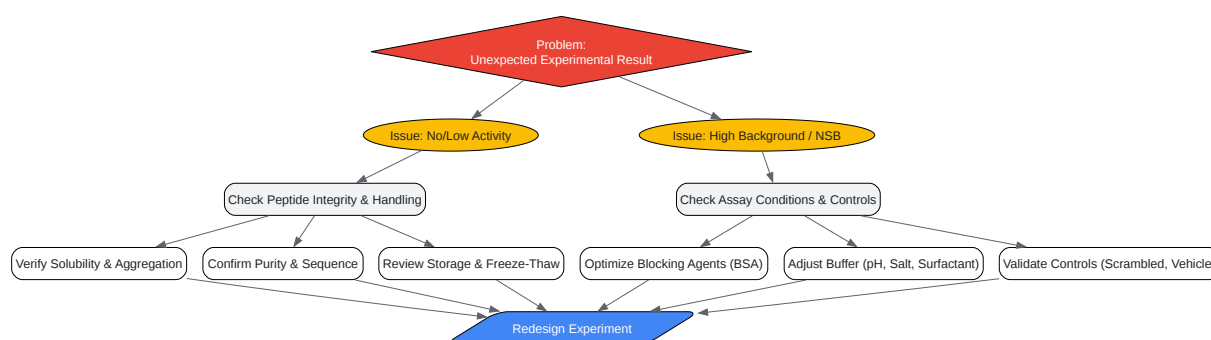 Problem:
Unexpected Experimental Result
Issue: No/Low Activity
Issue: High Background / NSB
Check Peptide Integrity & Handling
Check Assay Conditions & Controls
Verify Solubility & Aggregation
Confirm Purity & Sequence
Review Storage & Freeze-Thaw
Optimize Blocking Agents (BSA)
Adjust Buffer (pH, Salt, Surfactant)
Validate Controls (Scrambled, Vehicle
Redesign Experiment